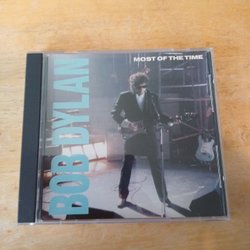 MOST OF THE TIME
BOB DYLAN